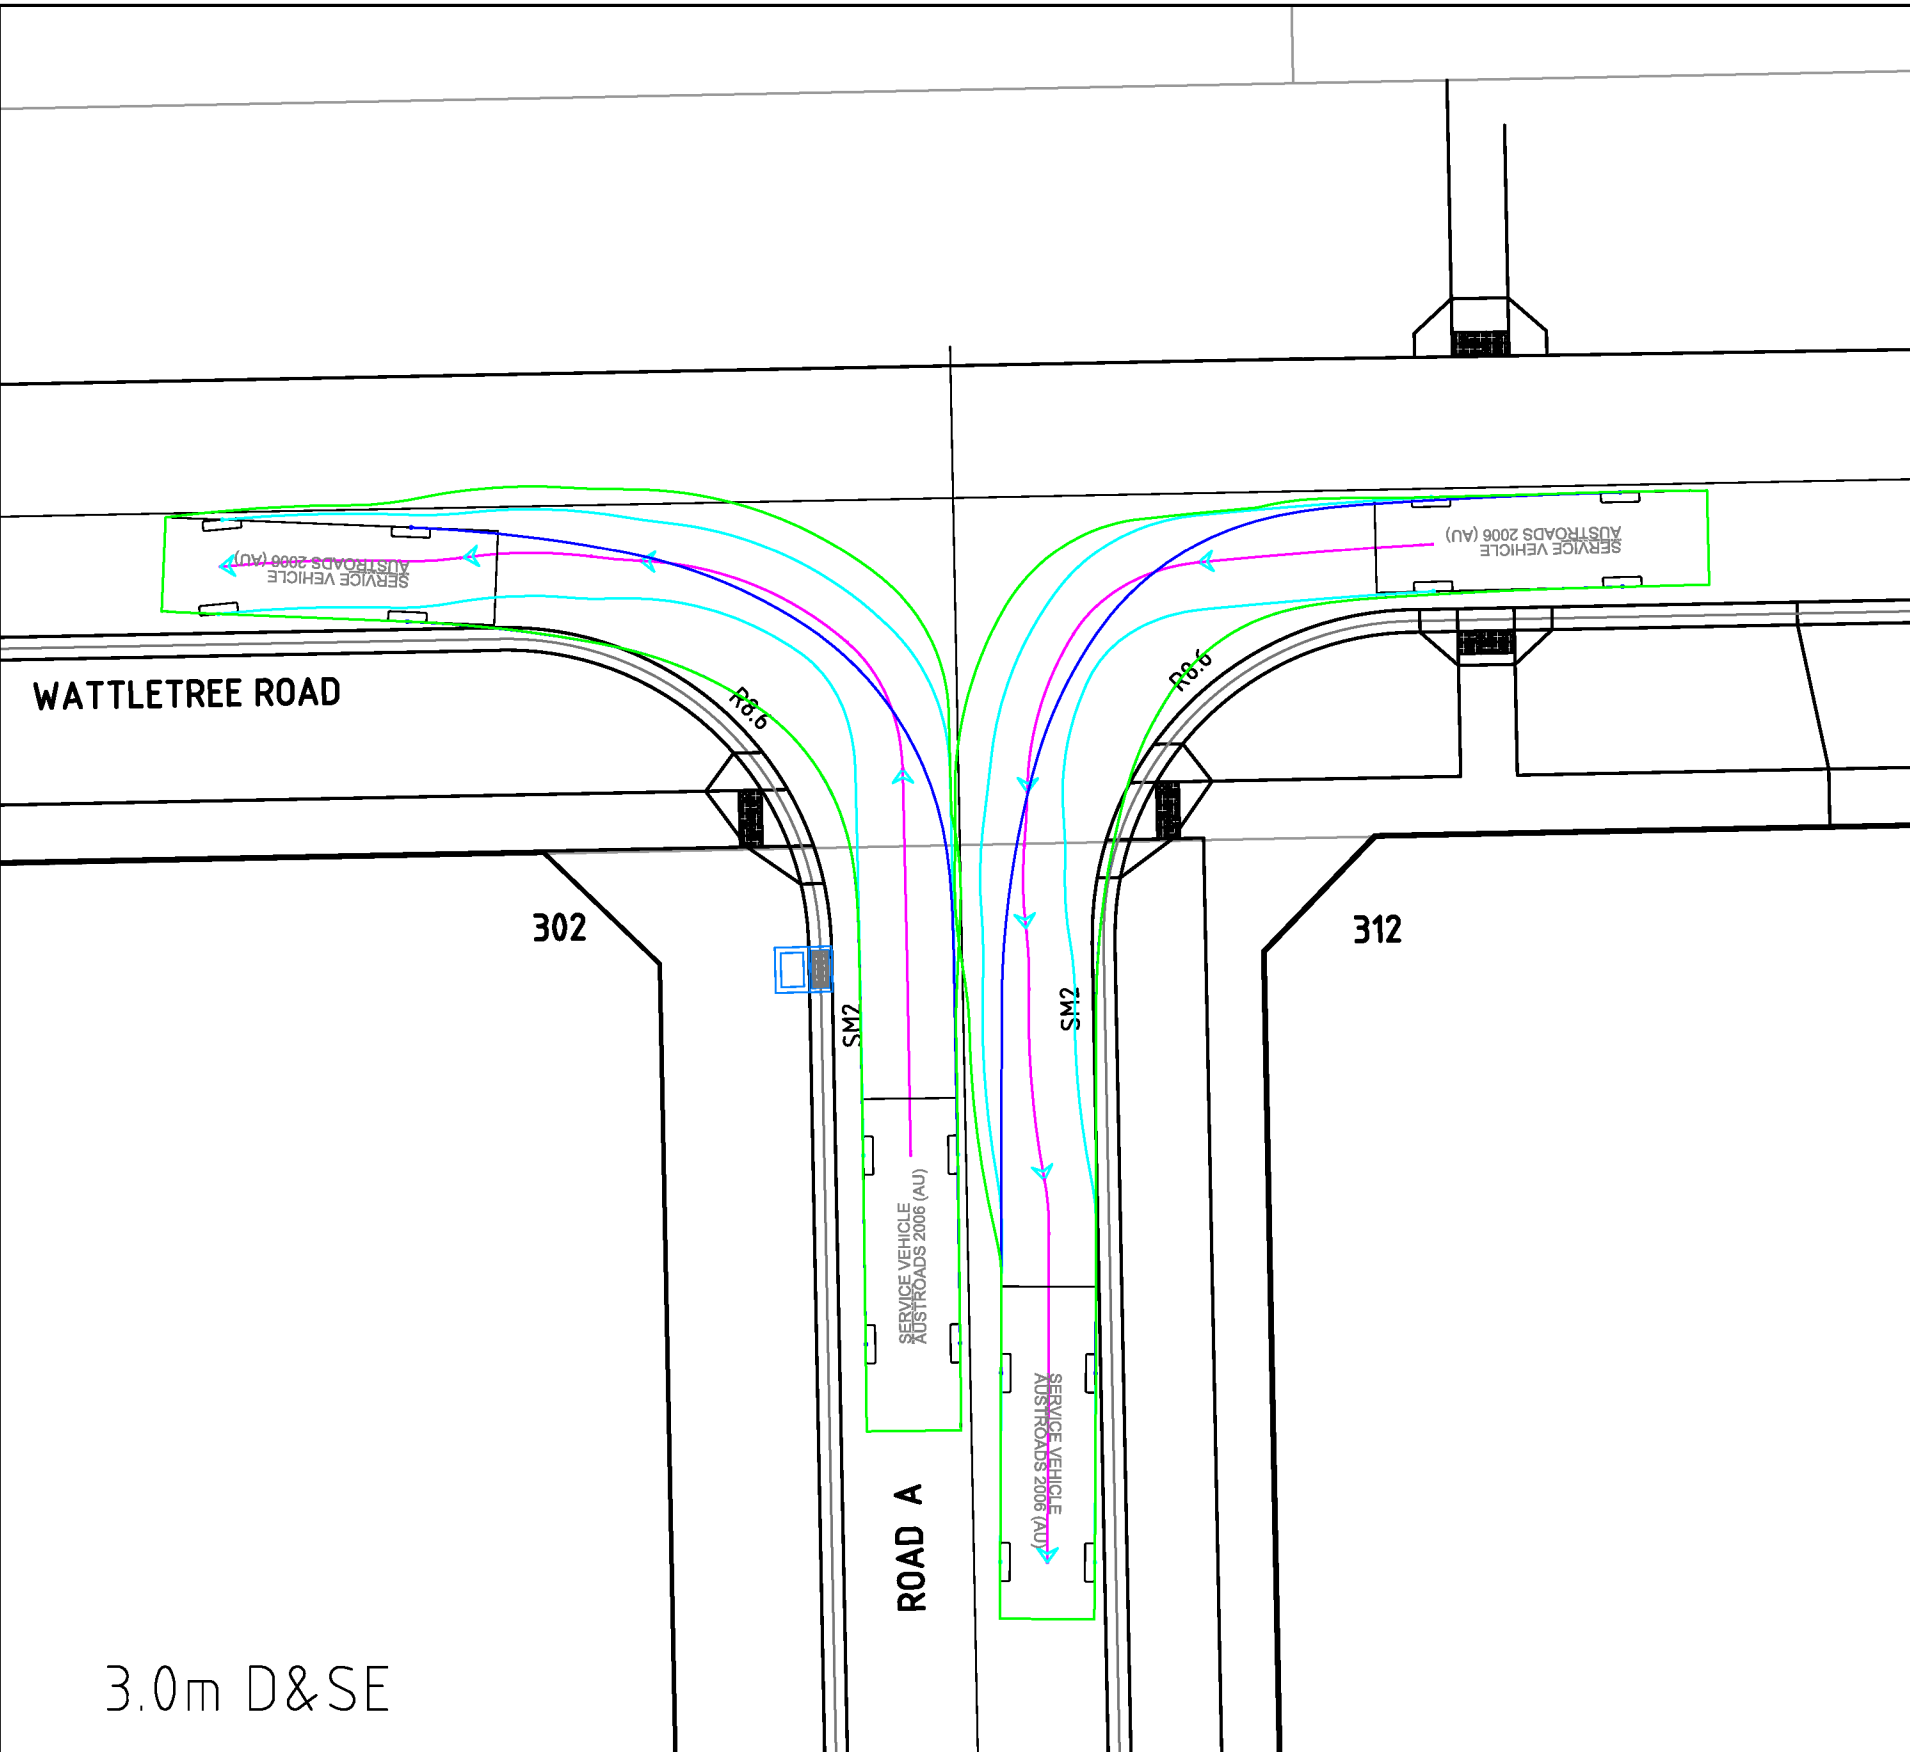 SERVICE VEHICLE
AUSTROADS 2006 (AU)
SERVICE VEHICLE
AUSTROADS 2006 (AU)
WATTLETREE ROAD
R8.6
R8.6
302
312
SM2
SM2
SERVICE VEHICLE
AUSTROADS 2006 (AU)
SERVICE VEHICLE
AUSTROADS 2006 (AU)
ROAD A
3.0m D&SE